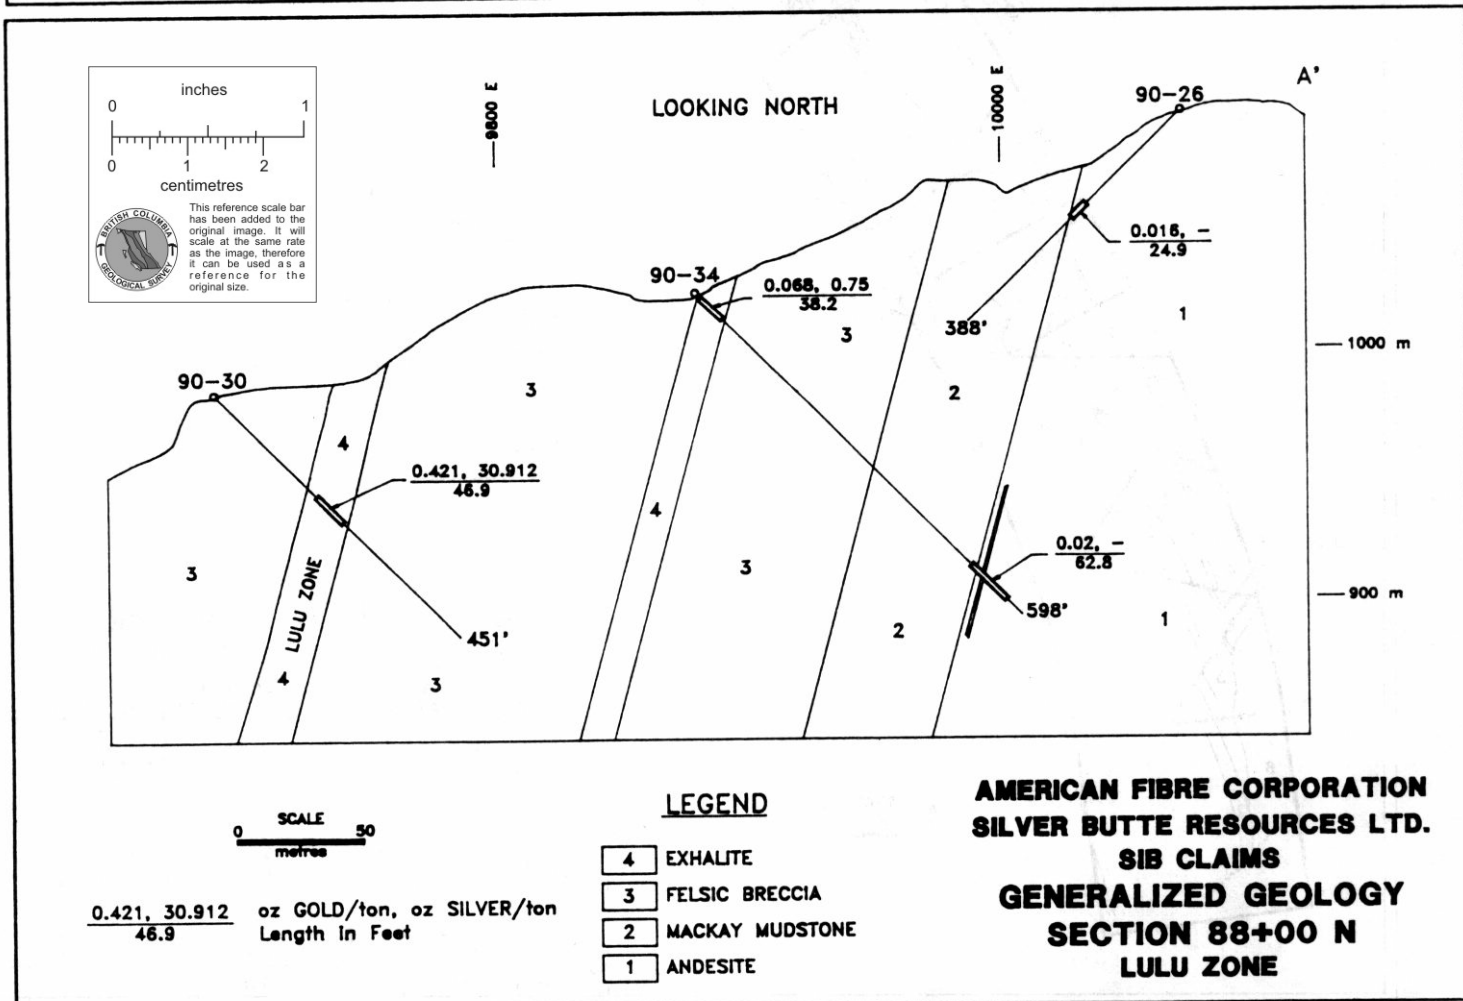 inches
0 1
0 1 2
centimetres
This reference scale bar
has been added to the
original image. It will
scale at the same rate
as the image, therefore
it can be used as a
reference for the
original size.
BRITISH COLUMBIA
GEOLOGICAL SURVEY
9800 E
LOOKING NORTH
10000 E
A'
90-26
0.016, -
24.9
90-34
0.068, 0.75
38.2
3
388'
1
1000 m
90-30
3
2
4
0.421, 30.912
46.9
4
3
LULU ZONE
3
0.02, -
62.8
900 m
598'
1
2
451'
4
3
SCALE
0 50
metres
0.421, 30.912 oz GOLD/ton, oz SILVER/ton
46.9 Length in Feet
LEGEND
4 EXHALITE
3 FELSIC BRECCIA
2 MACKAY MUDSTONE
1 ANDESITE
AMERICAN FIBRE CORPORATION
SILVER BUTTE RESOURCES LTD.
SIB CLAIMS
GENERALIZED GEOLOGY
SECTION 88+00 N
LULU ZONE